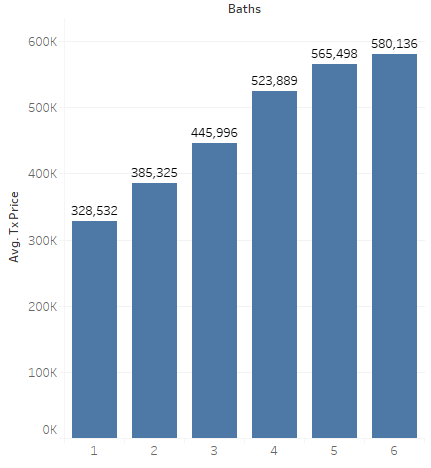 Baths
Avg. Tx Price
600K
500K
400K
300K
200K
100K
0K
328,532
385,325
445,996
523,889
565,498
580,136
1 2 3 4 5 6